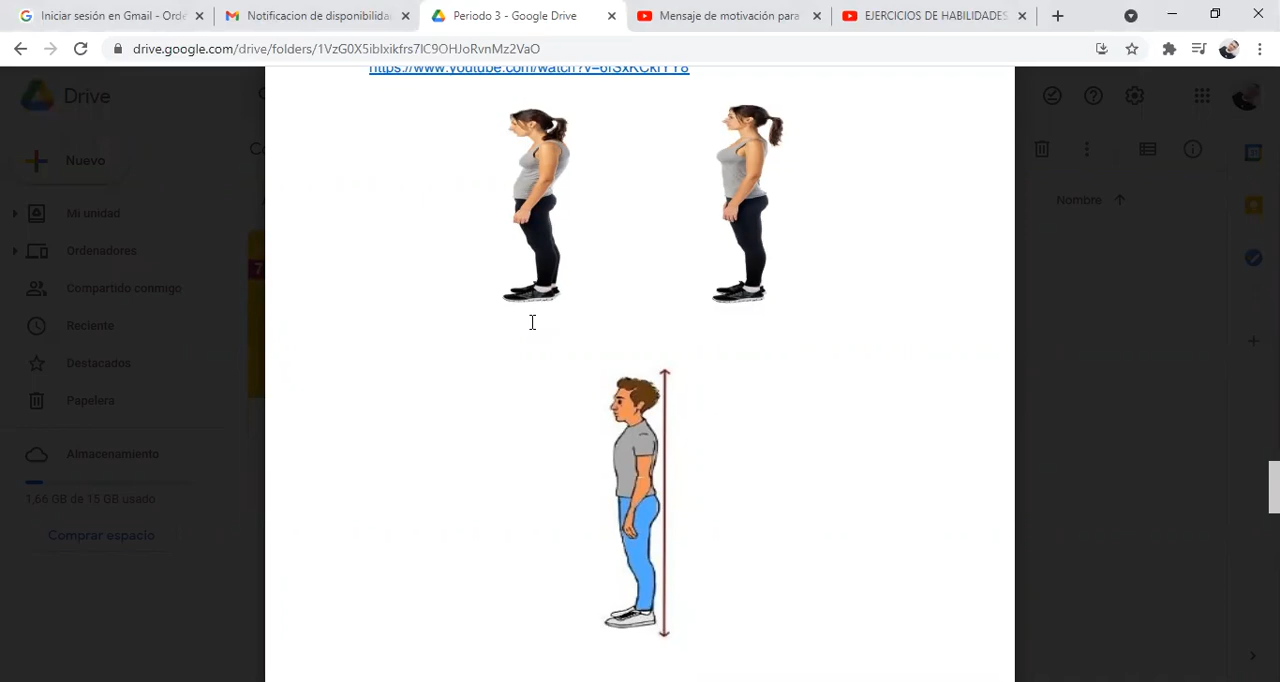 Iniciar sesión en Gmail - Orde
Notificacion de disponibilida
Periodo 3 - Google Drive
Mensaje de motivación para
EJERCICIOS DE HABILIDADES
drive.google.com/drive/folders/1VzG0X5iblxikfrs7lC9OHJoRvnMz2VaO
Drive
Nuevo
Mi unidad
Ordenadores
Compartido conmigo
Reciente
Destacados
Papelera
Almacenamiento
1,66 GB de 15 GB usado
Comprar espacio
Nombre